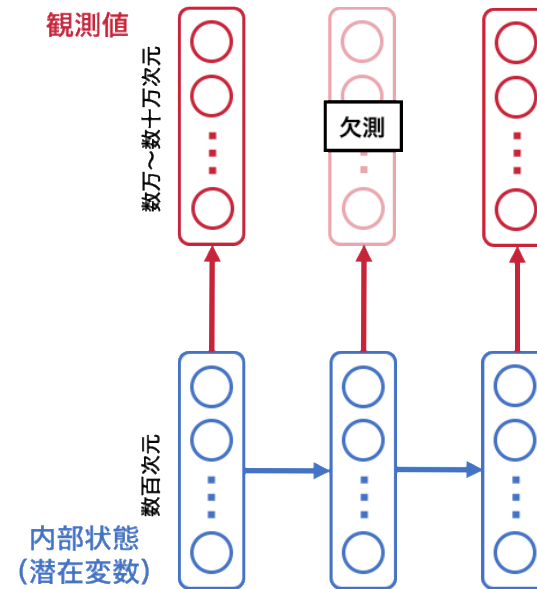 観測値
数万～数十万次元
欠測
数百次元
内部状態
（潜在変数）